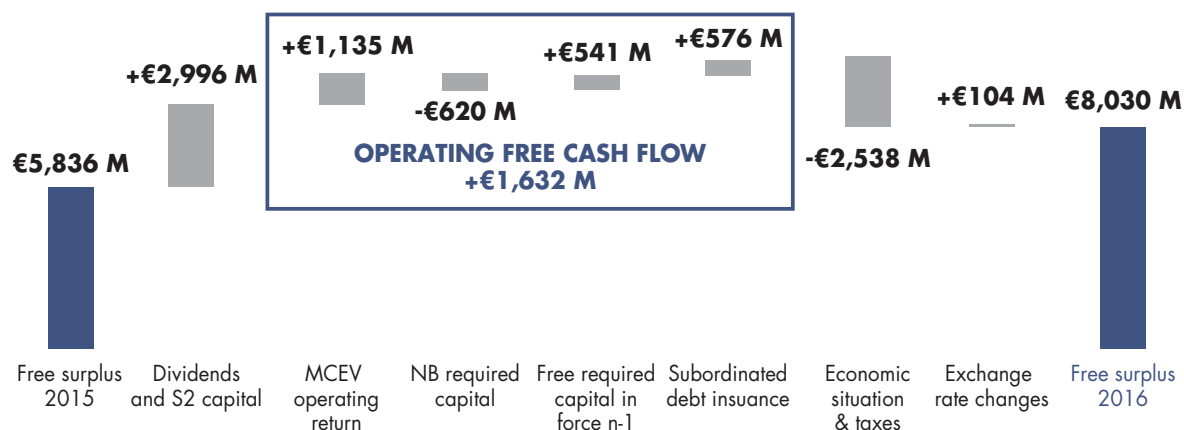 +€1,135 M
+€541 M
+€576 M
+€2,996 M
-€620 M
+€104 M
€8,030 M
OPERATING FREE CASH FLOW
+€1,632 M
€5,836 M
-€2,538 M
Free surplus
2015
Dividends
and S2 capital
MCEV
operating
return
NB required
capital
Free required
capital in
force n-1
Subordinated
debt insuance
Economic
situation
& taxes
Exchange
rate changes
Free surplus
2016